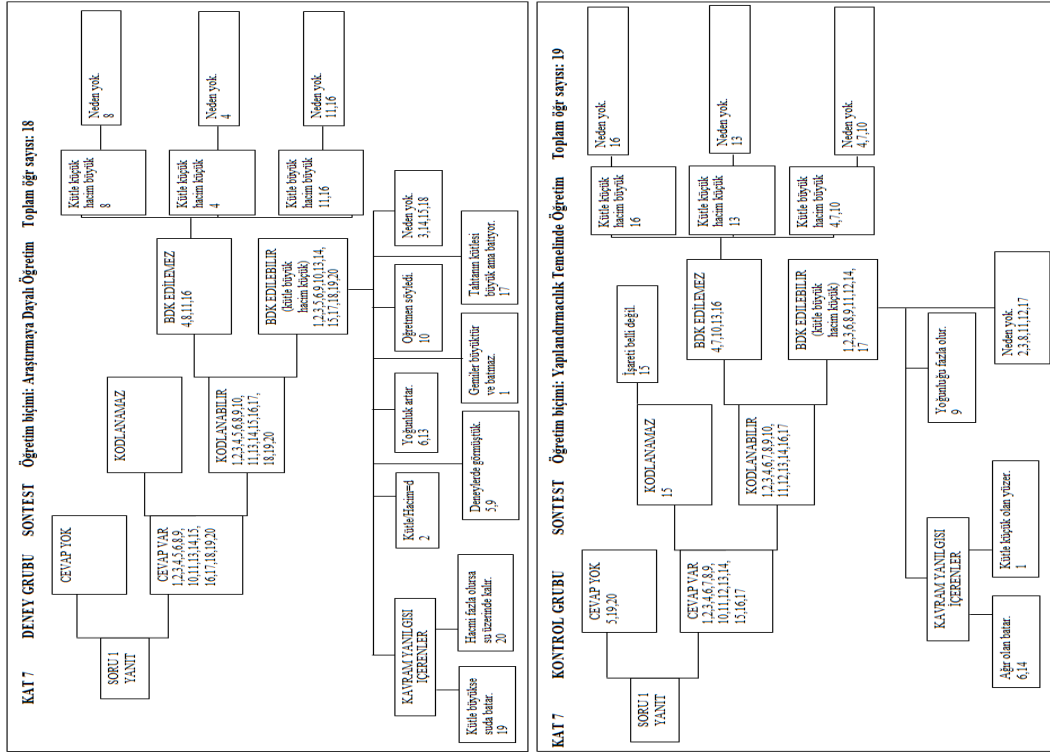 KAT 7 DENEY GRUBU SONTEST Öğretim biçimi: Araştırmaya Dayalı Öğretim Toplam öğr sayısı: 18
SORU 1
YANIT
CEVAP YOK
CEVAP VAR
1,2,3,4,5,6,8,9,
10,11,13,14,15,
16,17,18,19,20
KODLANAMAZ
KODLANABILIR
1,2,3,4,5,6,8,9,10,
11,13,14,15,16,17,
18,19,20
BDK EDİLEMEZ
4,8,11,16
BDK EDILEBILIR
(kütle büyük
hacim küçük)
1,2,3,5,6,9,10,13,14,
15,17,18,19,20
Kütle küçük
hacim büyük
8
Neden yok.
8
Kütle küçük
hacim küçük
4
Neden yok.
4
Kütle büyük
hacim büyük
11,16
Neden yok.
11,16
KAVRAM YANILGISI
İÇERENLER
Kütle büyükse
suda batar.
19
Hacmi fazla olursa
su üzerinde kalır.
20
Kütle/Hacim=d
2
Deneylerde görmüştük.
5,9
Yoğunluk artar.
6,13
Gemiler büyüktür
ve batmaz.
1
Öğretmen söyledi.
10
Tahtanın kütlesi
büyük ama batıyor.
17
Neden yok.
3,14,15,18
KAT 7 KONTROL GRUBU SONTEST Öğretim biçimi: Yapılandırmacılık Temelinde Öğretim Toplam öğr sayısı: 19
SORU 1
YANIT
CEVAP YOK
5,19,20
CEVAP VAR
1,2,3,4,6,7,8,9,
10,11,12,13,14,
15,16,17
KODLANAMAZ
15
İşareti belli değil.
15
KODLANABILIR
1,2,3,4,6,7,8,9,10,
11,12,13,14,16,17
BDK EDİLEMEZ
4,7,10,13,16
BDK EDILEBILIR
(kütle büyük
hacim küçük)
1,2,3,6,8,9,11,12,14,
17
Kütle küçük
hacim büyük
16
Neden yok.
16
Kütle küçük
hacim küçük
13
Neden yok.
13
Kütle büyük
hacim büyük
4,7,10
Neden yok.
4,7,10
KAVRAM YANILGISI
İÇERENLER
Ağır olan batar.
6,14
Kütle küçük olan yüzer.
1
Yoğunluğu fazla olur.
9
Neden yok.
2,3,8,11,12,17